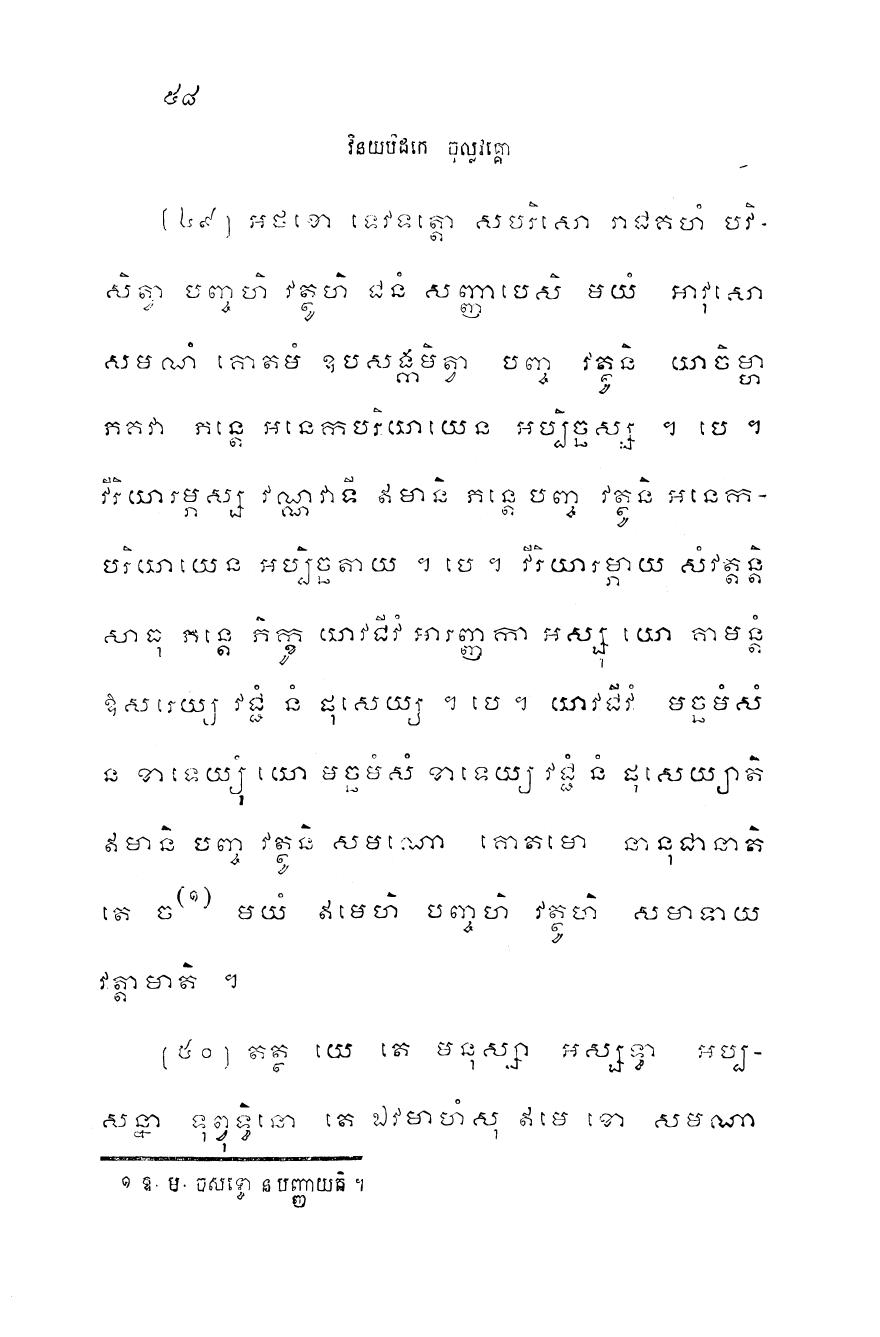 ៥៨
វិនយបិដកេ ចុល្លវគ្គោ
(៤៩) អថខោ ទេវទត្តោ សបរិសោ រាជគហំ បវិ-
សិត្វា បញ្ចហិ វត្ថូហិ ជនំ សញ្ញាបេសិ មយំ អាវុសោ
សមណំ គោតមំ ឧបសង្កមិត្វា បញ្ច វត្ថូនិ យាចិម្ហា
ភគវា ភន្តេ អនេកបរិយាយេន អប្បិច្ឆស្ស ។ បេ ។
វីរិយារម្ភស្ស វណ្ណវាទី ឥមានិ ភន្តេ បញ្ច វត្ថូនិ អនេក-
បរិយាយេន អប្បិច្ឆតាយ ។ បេ ។ វីរិយារម្ភាយ សំវត្តន្តិ
សាធុ ភន្តេ ភិក្ខូ យាវជីវំ អារញ្ញកា អស្សុ យោ គាមន្តំ
ឱសរេយ្យ វជ្ជំ នំ ផុសេយ្យ ។ បេ ។ យាវជីវំ មច្ឆមំសំ
ន ខាទេយ្យុំ យោ មច្ឆមំសំ ខាទេយ្យ វជ្ជំ នំ ផុសេយ្យាតិ
ឥមានិ បញ្ច វត្ថូនិ សមណោ គោតមោ នានុជានាតិ
តេ ច(១) មយំ ឥមេហិ បញ្ចហិ វត្ថូហិ សមាទាយ
វត្តាមាតិ ។
(៥០) តត្ថ យេ តេ មនុស្សា អស្សទ្ធា អប្ប-
សន្នា ទុព្វុទ្ធិនោ តេ ឯវមាហំសុ ឥមេ ខោ សមណា
១ ឱ. ម. ចសទ្ទោ ន បញ្ញាយតិ ។